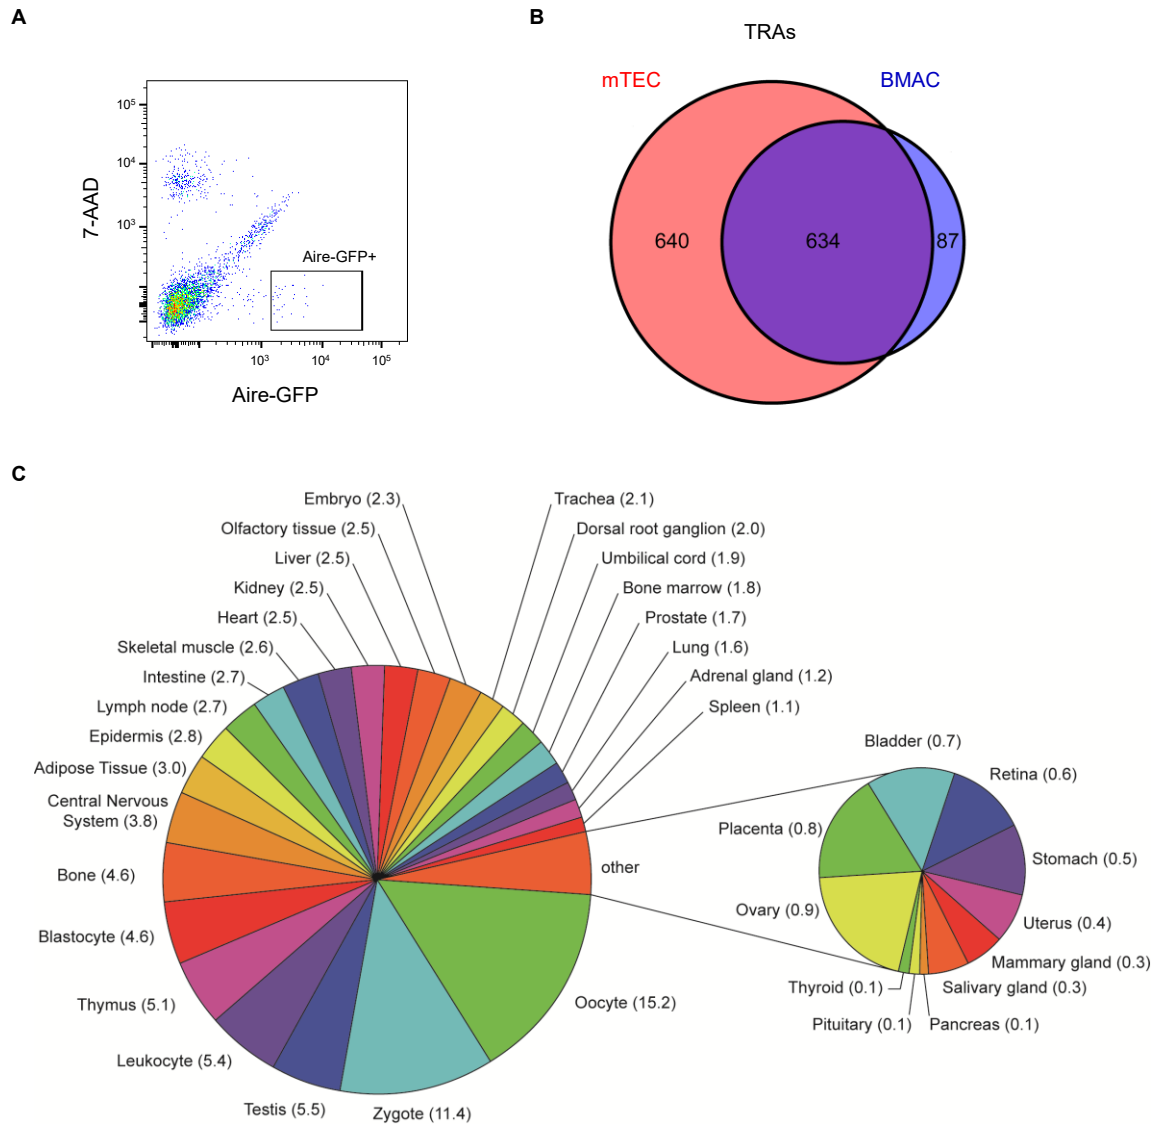 A
B
TRAs
mTEC
BMAC
10⁵
10⁴
10³
7-AAD
Aire-GFP+
10³
10⁴
10⁵
Aire-GFP
640
634
87
C
Embryo (2.3)
Olfactory tissue (2.5)
Liver (2.5)
Kidney (2.5)
Heart (2.5)
Skeletal muscle (2.6)
Intestine (2.7)
Lymph node (2.7)
Epidermis (2.8)
Adipose Tissue (3.0)
Central Nervous
System (3.8)
Bone (4.6)
Blastocyte (4.6)
Thymus (5.1)
Leukocyte (5.4)
Testis (5.5)
Zygote (11.4)
Oocyte (15.2)
other
Trachea (2.1)
Dorsal root ganglion (2.0)
Umbilical cord (1.9)
Bone marrow (1.8)
Prostate (1.7)
Lung (1.6)
Adrenal gland (1.2)
Spleen (1.1)
Bladder (0.7)
Retina (0.6)
Placenta (0.8)
Stomach (0.5)
Ovary (0.9)
Uterus (0.4)
Mammary gland (0.3)
Thyroid (0.1)
Salivary gland (0.3)
Pituitary (0.1)
Pancreas (0.1)